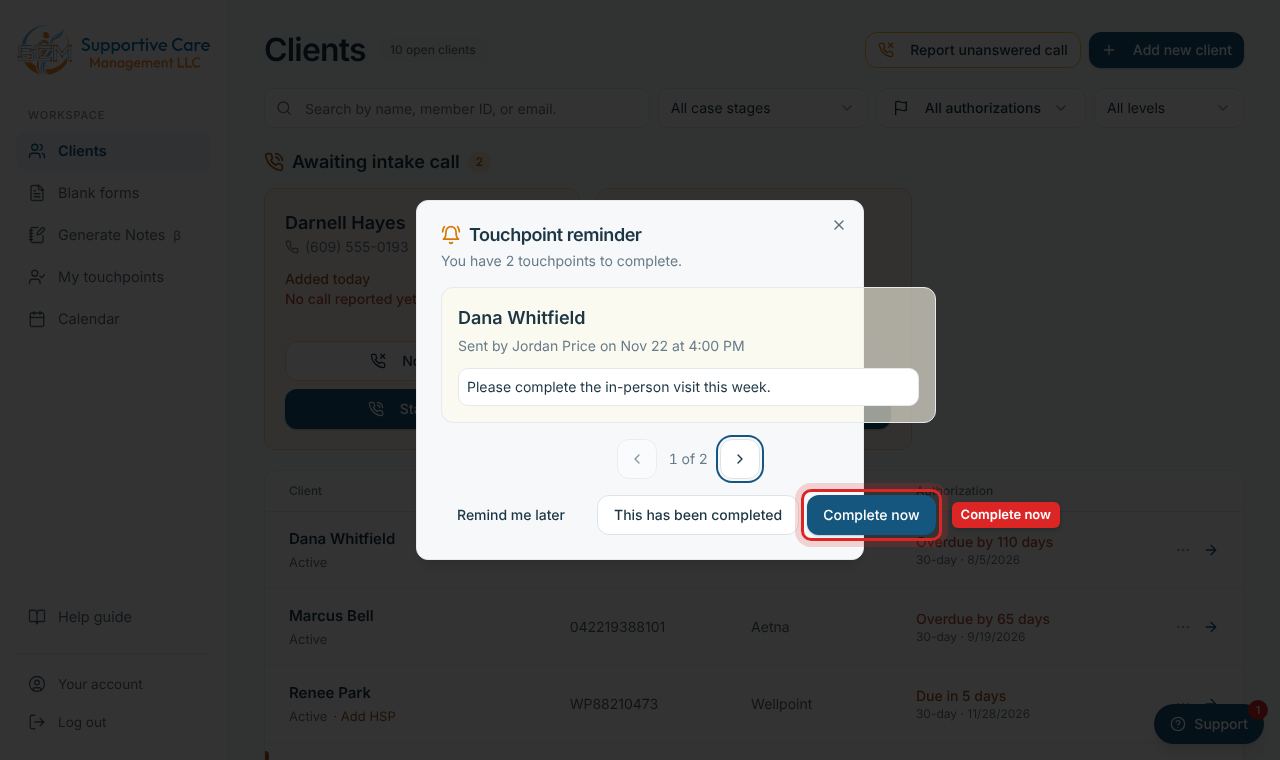 Supportive Care
Management LLC
WORKSPACE
Clients
Blank forms
Generate Notes β
My touchpoints
Calendar
Help guide
Your account
Log out
Clients
10 open clients
Report unanswered call
Add new client
Search by name, member ID, or email.
All case stages
All authorizations
All levels
Awaiting intake call 2
Darnell Hayes
(609) 555-0193
Added today
No call reported yet
Touchpoint reminder
You have 2 touchpoints to complete.
Dana Whitfield
Sent by Jordan Price on Nov 22 at 4:00 PM
Please complete the in-person visit this week.
1 of 2
Remind me later
This has been completed
Complete now
Complete now
Client
Authorization
Dana Whitfield
Active
Overdue by 110 days
30-day · 8/5/2026
Marcus Bell
Active
042219388101
Aetna
Overdue by 65 days
30-day · 9/19/2026
Renee Park
Active · Add HSP
WP88210473
Wellpoint
Due in 5 days
30-day · 11/28/2026
Support
1